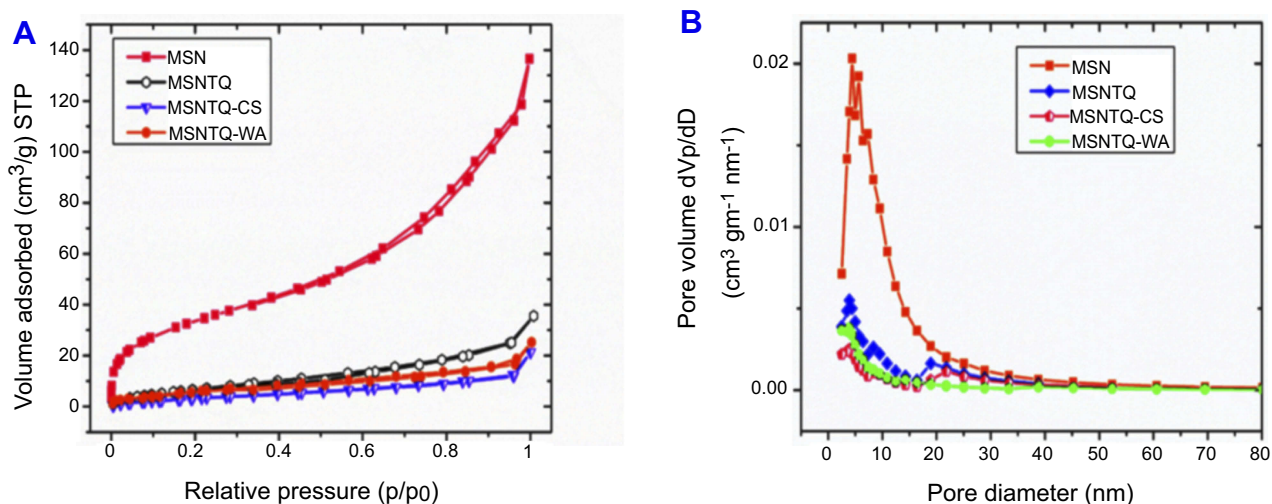 A
Volume adsorbed (cm³/g) STP
140
120
100
80
60
40
20
0
MSN
MSNTQ
MSNTQ-CS
MSNTQ-WA
0
0.2
0.4
0.6
0.8
1
Relative pressure (p/p0)
B
Pore volume dVp/dD
(cm³ gm⁻¹ nm⁻¹)
0.02
0.01
0.00
MSN
MSNTQ
MSNTQ-CS
MSNTQ-WA
0
10
20
30
40
50
60
70
80
Pore diameter (nm)